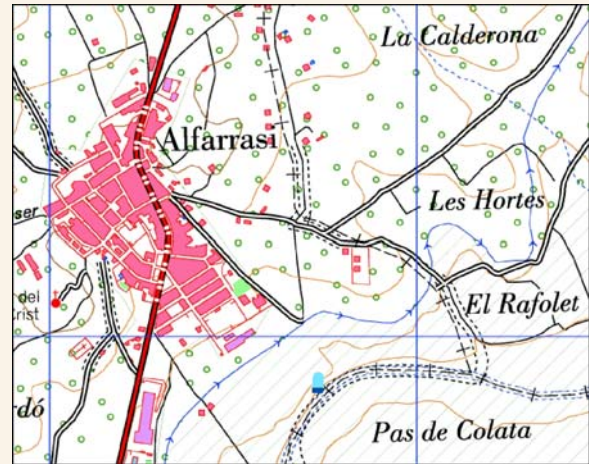 La Calderona
Alfarrasí
Les Hortes
ser
del
rist
El Rafolet
dó
Pas de Colata